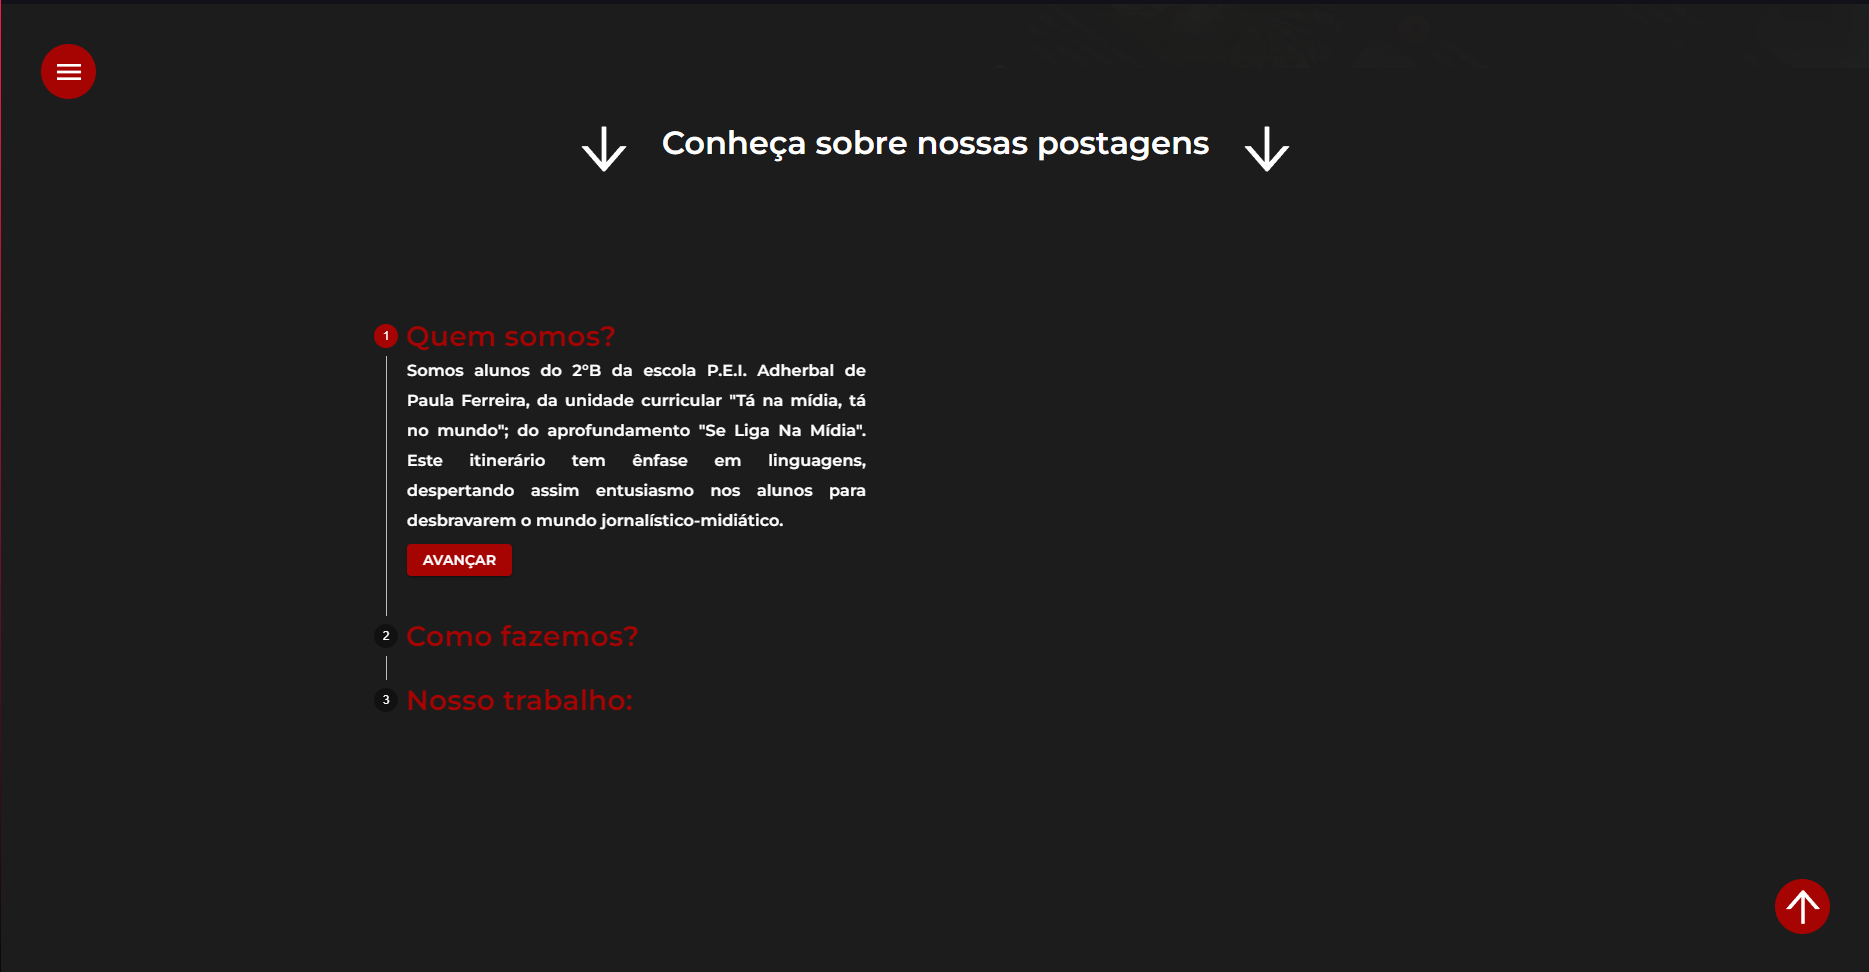 Conheça sobre nossas postagens
1 Quem somos?
Somos alunos do 2ºB da escola P.E.I. Adherbal de
Paula Ferreira, da unidade curricular "Tá na mídia, tá
no mundo"; do aprofundamento "Se Liga Na Mídia".
Este itinerário tem ênfase em linguagens,
despertando assim entusiasmo nos alunos para
desbravarem o mundo jornalístico-midiático.
AVANÇAR
2 Como fazemos?
3 Nosso trabalho: